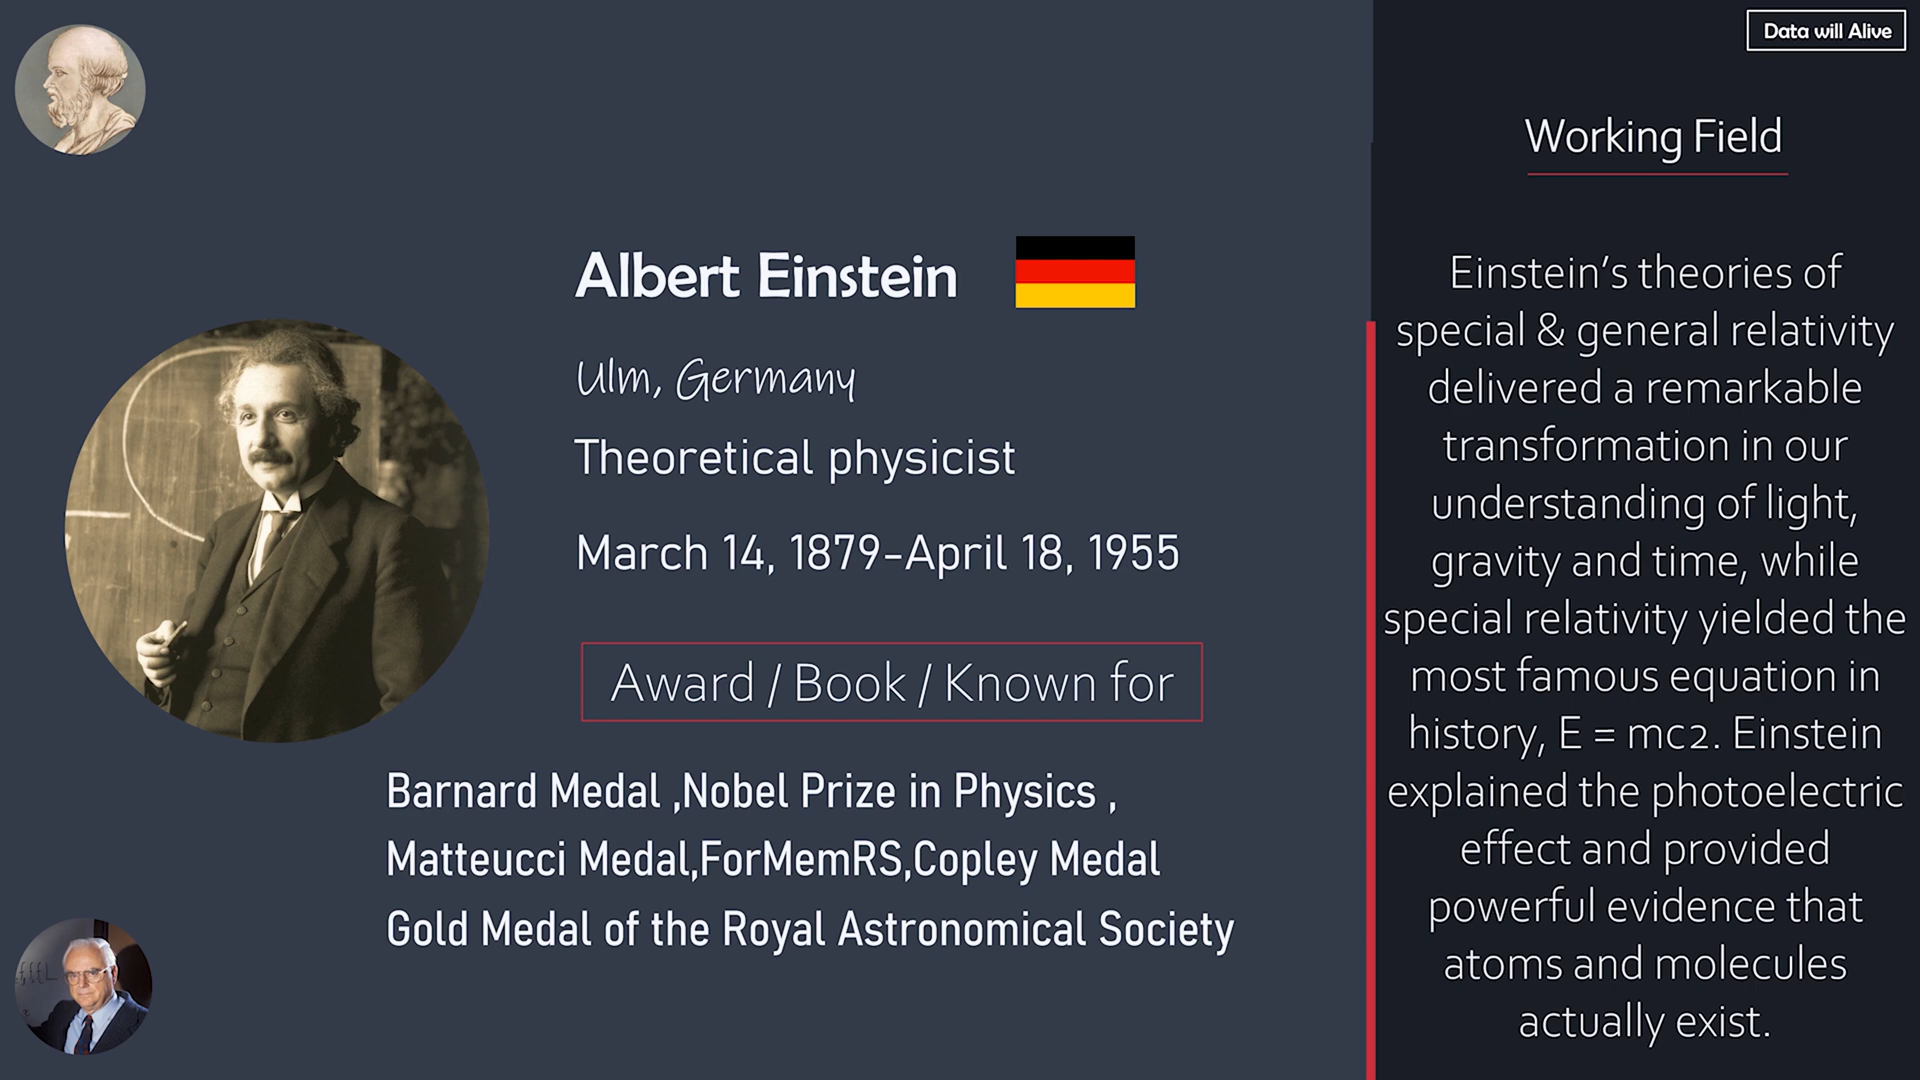 Data will Alive
Albert Einstein
Ulm, Germany
Theoretical physicist
March 14, 1879-April 18, 1955
Award / Book / Known for
Barnard Medal ,Nobel Prize in Physics ,
Matteucci Medal,ForMemRS,Copley Medal
Gold Medal of the Royal Astronomical Society
Working Field
Einstein’s theories of
special & general relativity
delivered a remarkable
transformation in our
understanding of light,
gravity and time, while
special relativity yielded the
most famous equation in
history, E = mc2. Einstein
explained the photoelectric
effect and provided
powerful evidence that
atoms and molecules
actually exist.